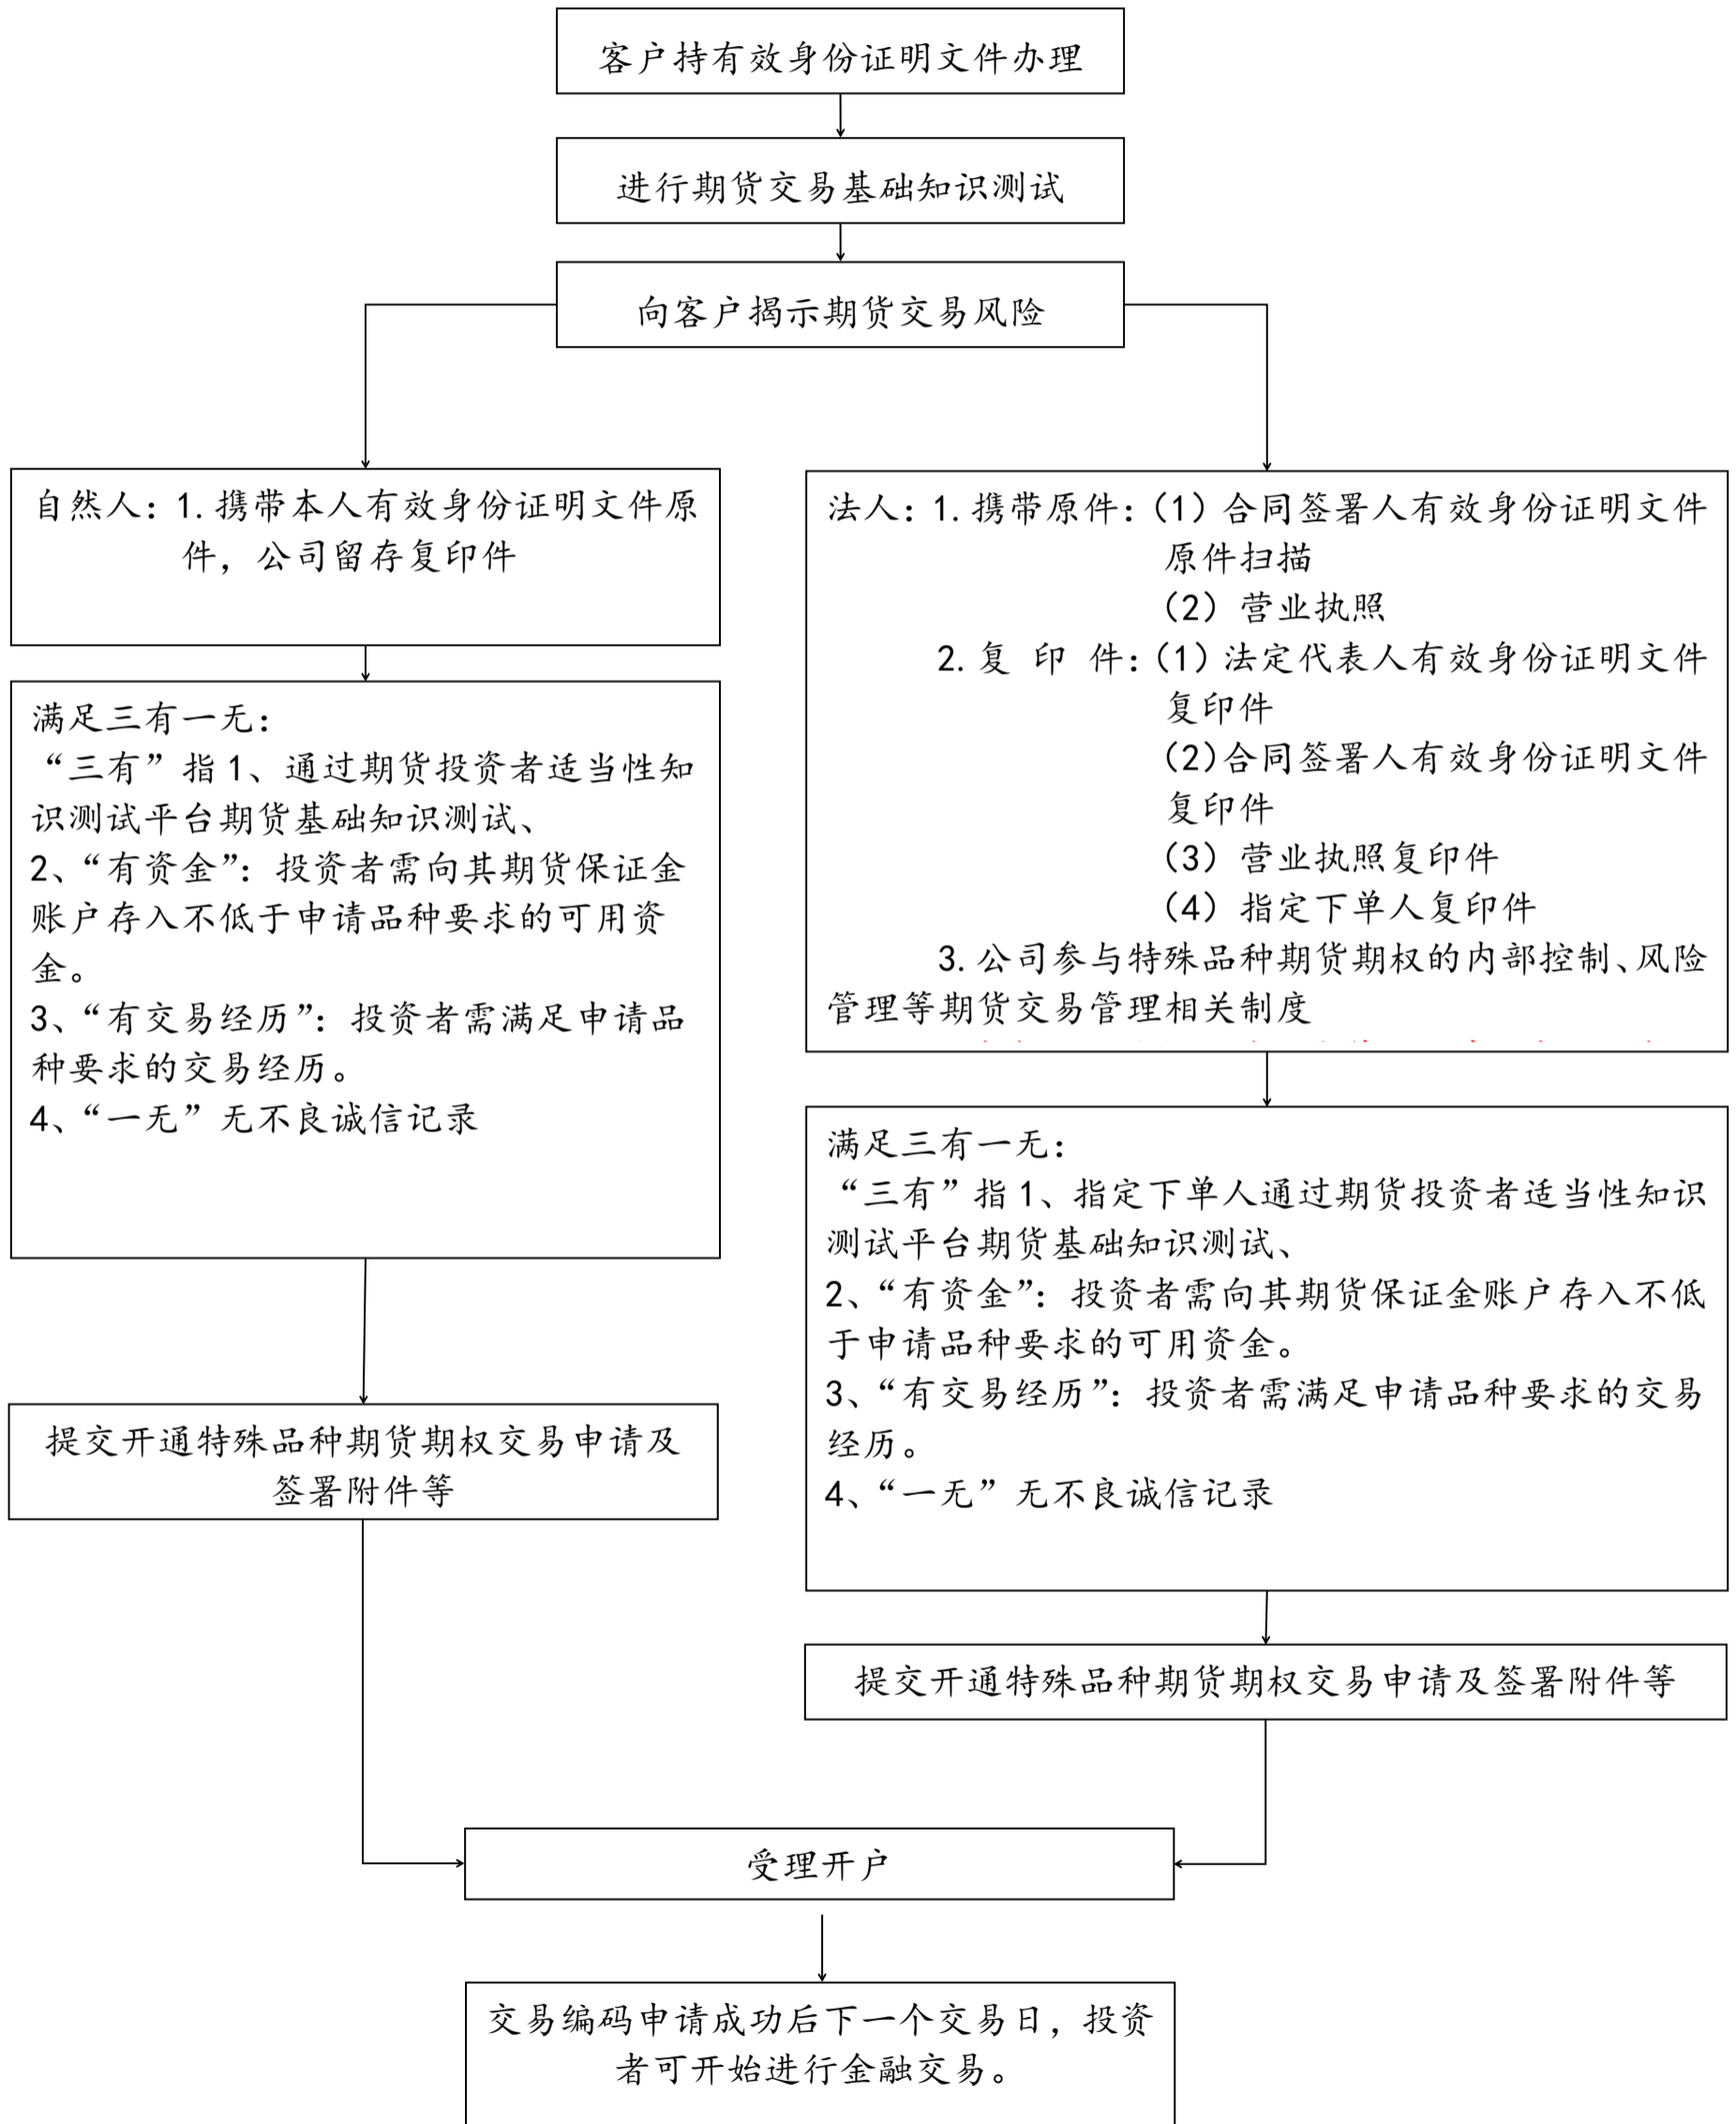 客户持有效身份证明文件办理
进行期货交易基础知识测试
向客户揭示期货交易风险
自然人：1.携带本人有效身份证明文件原
件，公司留存复印件
满足三有一无：
“三有”指1、通过期货投资者适当性知
识测试平台期货基础知识测试、
2、“有资金”：投资者需向其期货保证金
账户存入不低于申请品种要求的可用资
金。
3、“有交易经历”：投资者需满足申请品
种要求的交易经历。
4、“一无”无不良诚信记录
提交开通特殊品种期货期权交易申请及
签署附件等
法人：1.携带原件：（1）合同签署人有效身份证明文件
原件扫描
（2）营业执照
2.复 印 件：（1）法定代表人有效身份证明文件
复印件
（2）合同签署人有效身份证明文件
复印件
（3）营业执照复印件
（4）指定下单人复印件
3.公司参与特殊品种期货期权的内部控制、风险
管理等期货交易管理相关制度
满足三有一无：
“三有”指1、指定下单人通过期货投资者适当性知识
测试平台期货基础知识测试、
2、“有资金”：投资者需向其期货保证金账户存入不低
于申请品种要求的可用资金。
3、“有交易经历”：投资者需满足申请品种要求的交易
经历。
4、“一无”无不良诚信记录
提交开通特殊品种期货期权交易申请及签署附件等
受理开户
交易编码申请成功后下一个交易日，投资
者可开始进行金融交易。